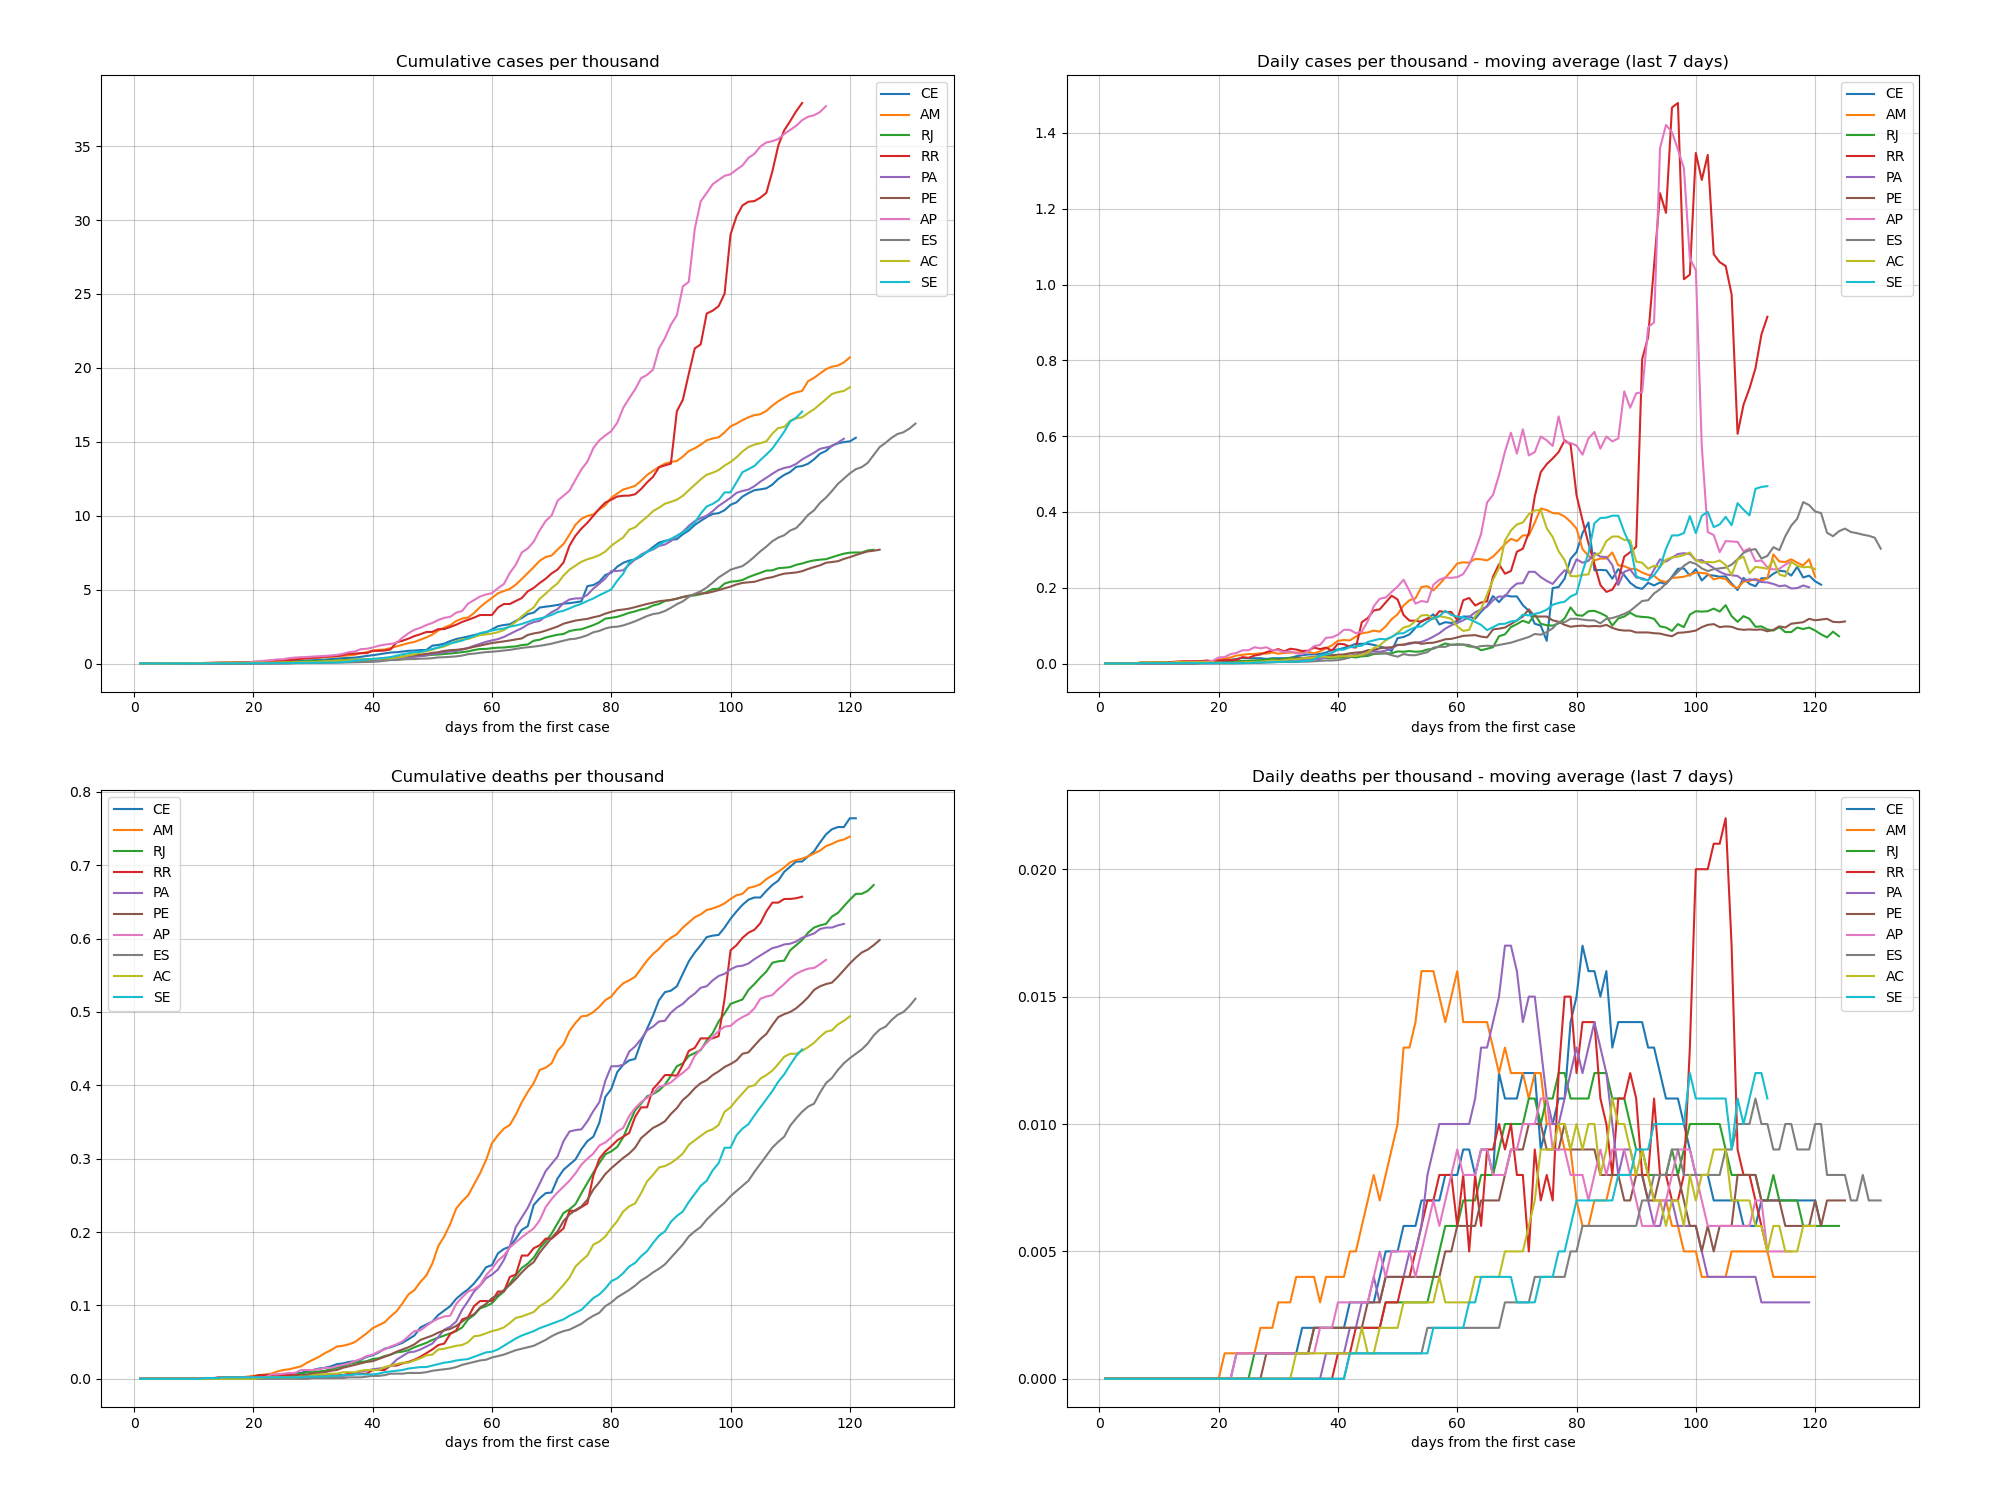 Cumulative cases per thousand
35
30
25
20
15
10
5
0
0 20 40 60 80 100 120
days from the first case
CE
AM
RJ
RR
PA
PE
AP
ES
AC
SE
Daily cases per thousand - moving average (last 7 days)
1.4
1.2
1.0
0.8
0.6
0.4
0.2
0.0
0 20 40 60 80 100 120
days from the first case
CE
AM
RJ
RR
PA
PE
AP
ES
AC
SE
Cumulative deaths per thousand
0.8
0.7
0.6
0.5
0.4
0.3
0.2
0.1
0.0
0 20 40 60 80 100 120
days from the first case
CE
AM
RJ
RR
PA
PE
AP
ES
AC
SE
Daily deaths per thousand - moving average (last 7 days)
0.020
0.015
0.010
0.005
0.000
0 20 40 60 80 100 120
days from the first case
CE
AM
RJ
RR
PA
PE
AP
ES
AC
SE